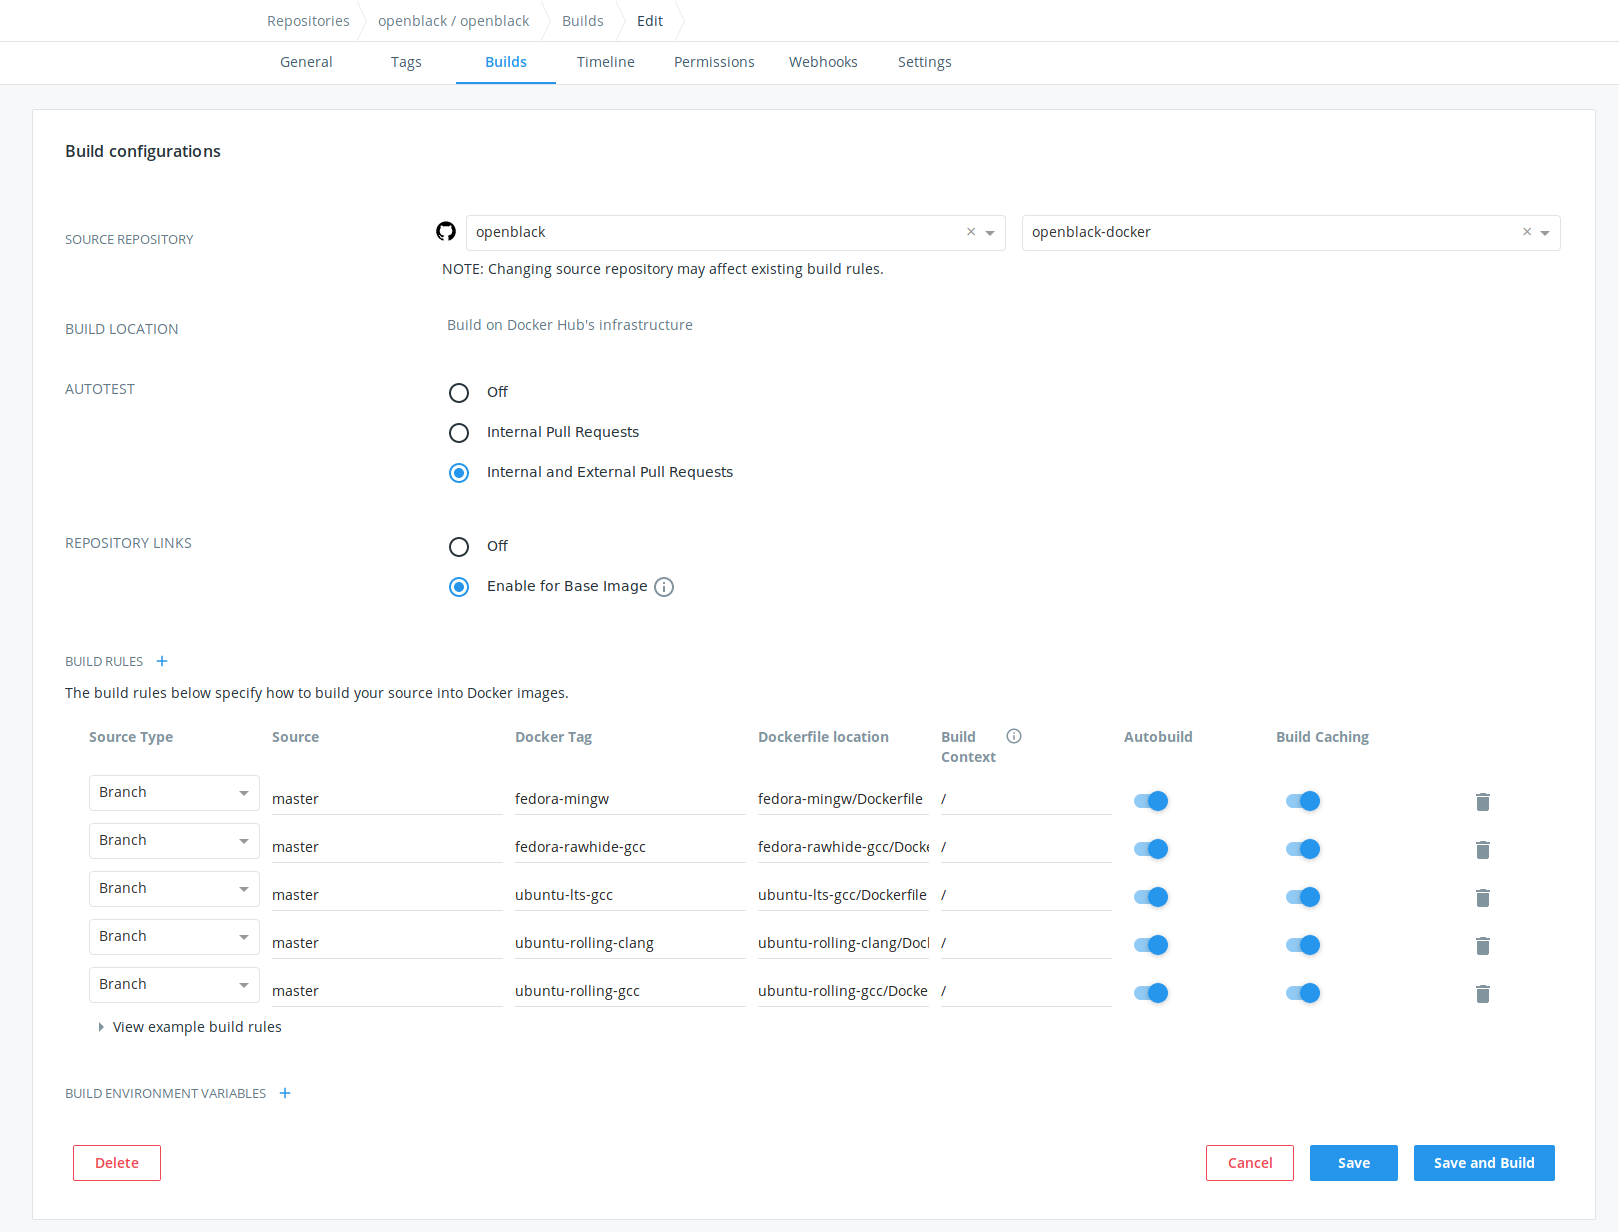 Repositories openblack / openblack Builds Edit
General Tags Builds Timeline Permissions Webhooks Settings
Build configurations
SOURCE REPOSITORY openblack × openblack-docker ×
NOTE: Changing source repository may affect existing build rules.
BUILD LOCATION Build on Docker Hub's infrastructure
AUTOTEST Off
Internal Pull Requests
Internal and External Pull Requests
REPOSITORY LINKS Off
Enable for Base Image
BUILD RULES +
The build rules below specify how to build your source into Docker images.
Source Type Source Docker Tag Dockerfile location Build Context Autobuild Build Caching
Branch master fedora-mingw fedora-mingw/Dockerfile /
Branch master fedora-rawhide-gcc fedora-rawhide-gcc/Docke /
Branch master ubuntu-lts-gcc ubuntu-lts-gcc/Dockerfile /
Branch master ubuntu-rolling-clang ubuntu-rolling-clang/Doc /
Branch master ubuntu-rolling-gcc ubuntu-rolling-gcc/Docke /
View example build rules
BUILD ENVIRONMENT VARIABLES +
Delete Cancel Save Save and Build